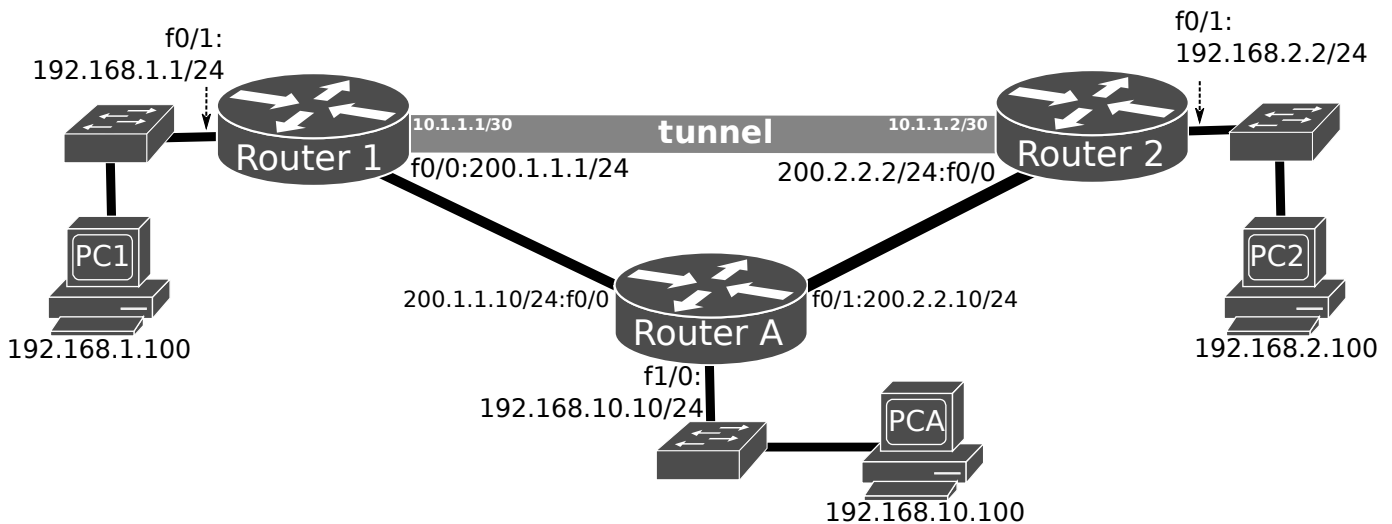 f0/1:
192.168.1.1/24
f0/1:
192.168.2.2/24
10.1.1.1/30
tunnel
10.1.1.2/30
Router 1
Router 2
f0/0:200.1.1.1/24
200.2.2.2/24:f0/0
PC1
192.168.1.100
PC2
192.168.2.100
200.1.1.10/24:f0/0
f0/1:200.2.2.10/24
Router A
f1/0:
192.168.10.10/24
PCA
192.168.10.100